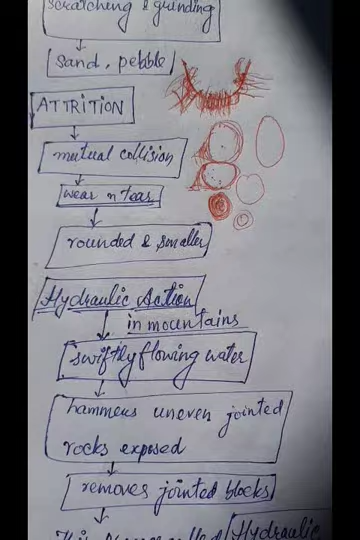 scratching & grinding
sand, pebble
ATTRITION
mutual collision
wear n tear
rounded & smaller
Hydraulic Action
in mountains
swiftly flowing water
hammers uneven jointed
rocks exposed
removes jointed blocks
Hydraulic